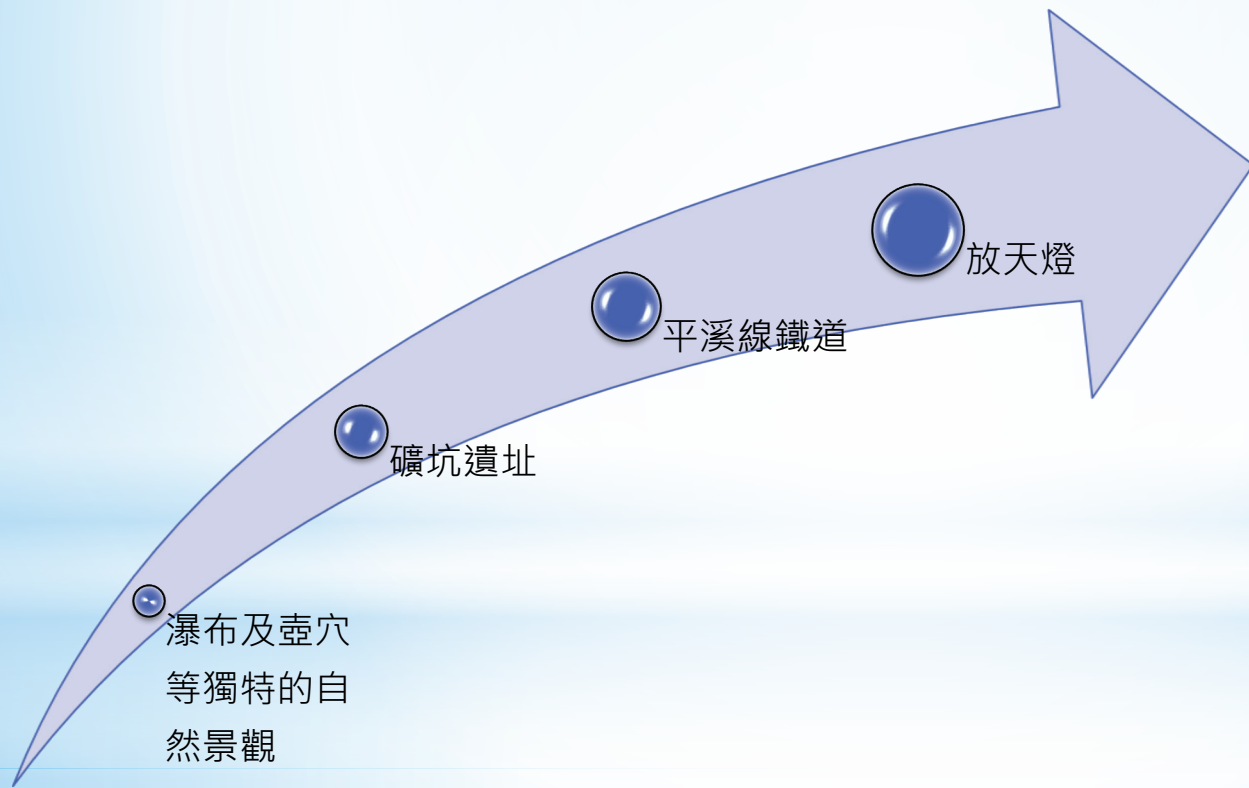 放天燈
平溪線鐵道
礦坑遺址
瀑布及壺穴
等獨特的自
然景觀